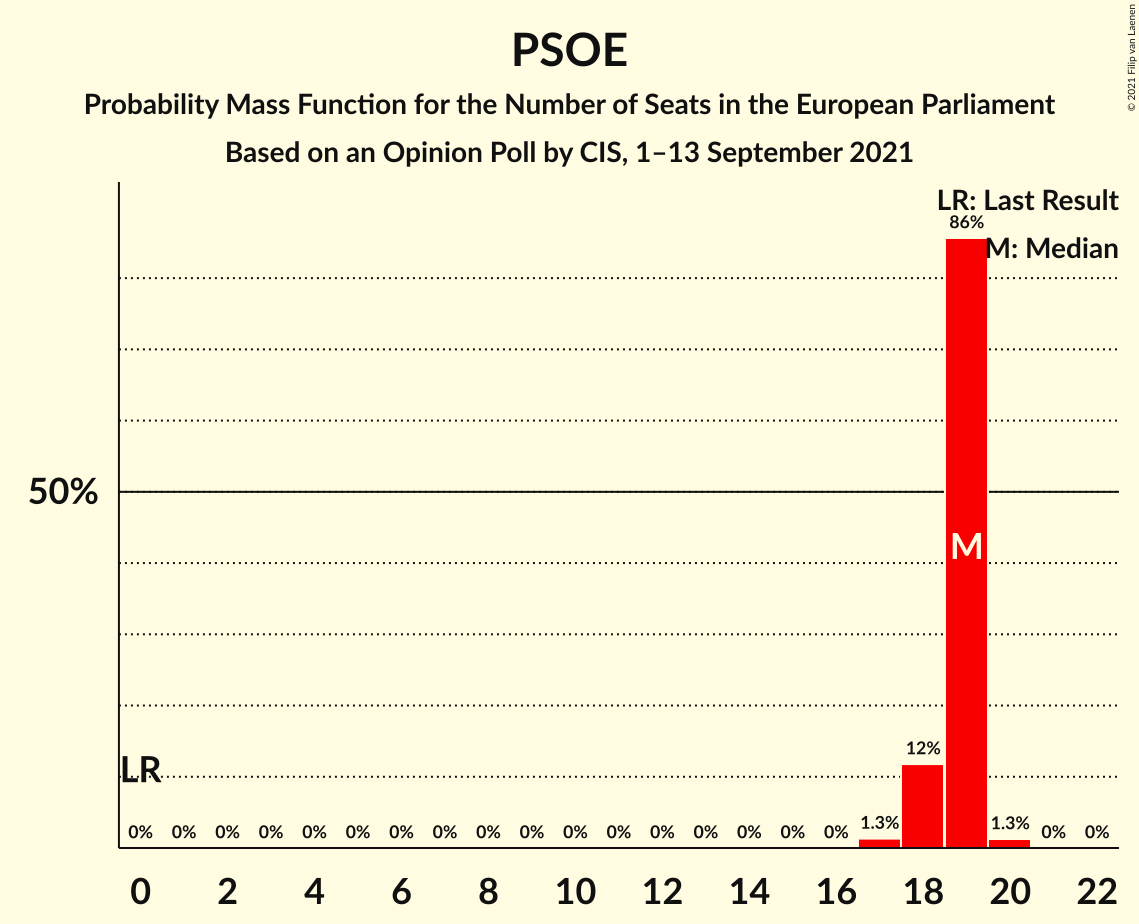 PSOE
Probability Mass Function for the Number of Seats in the European Parliament
Based on an Opinion Poll by CIS, 1–13 September 2021
© 2021 Filip van Laenen
LR: Last Result
86%
M: Median
50%
M
12%
LR
1.3% 1.3%
0% 0% 0% 0% 0% 0% 0% 0% 0% 0% 0% 0% 0% 0% 0% 0% 0% 0% 0%
0 2 4 6 8 10 12 14 16 18 20 22